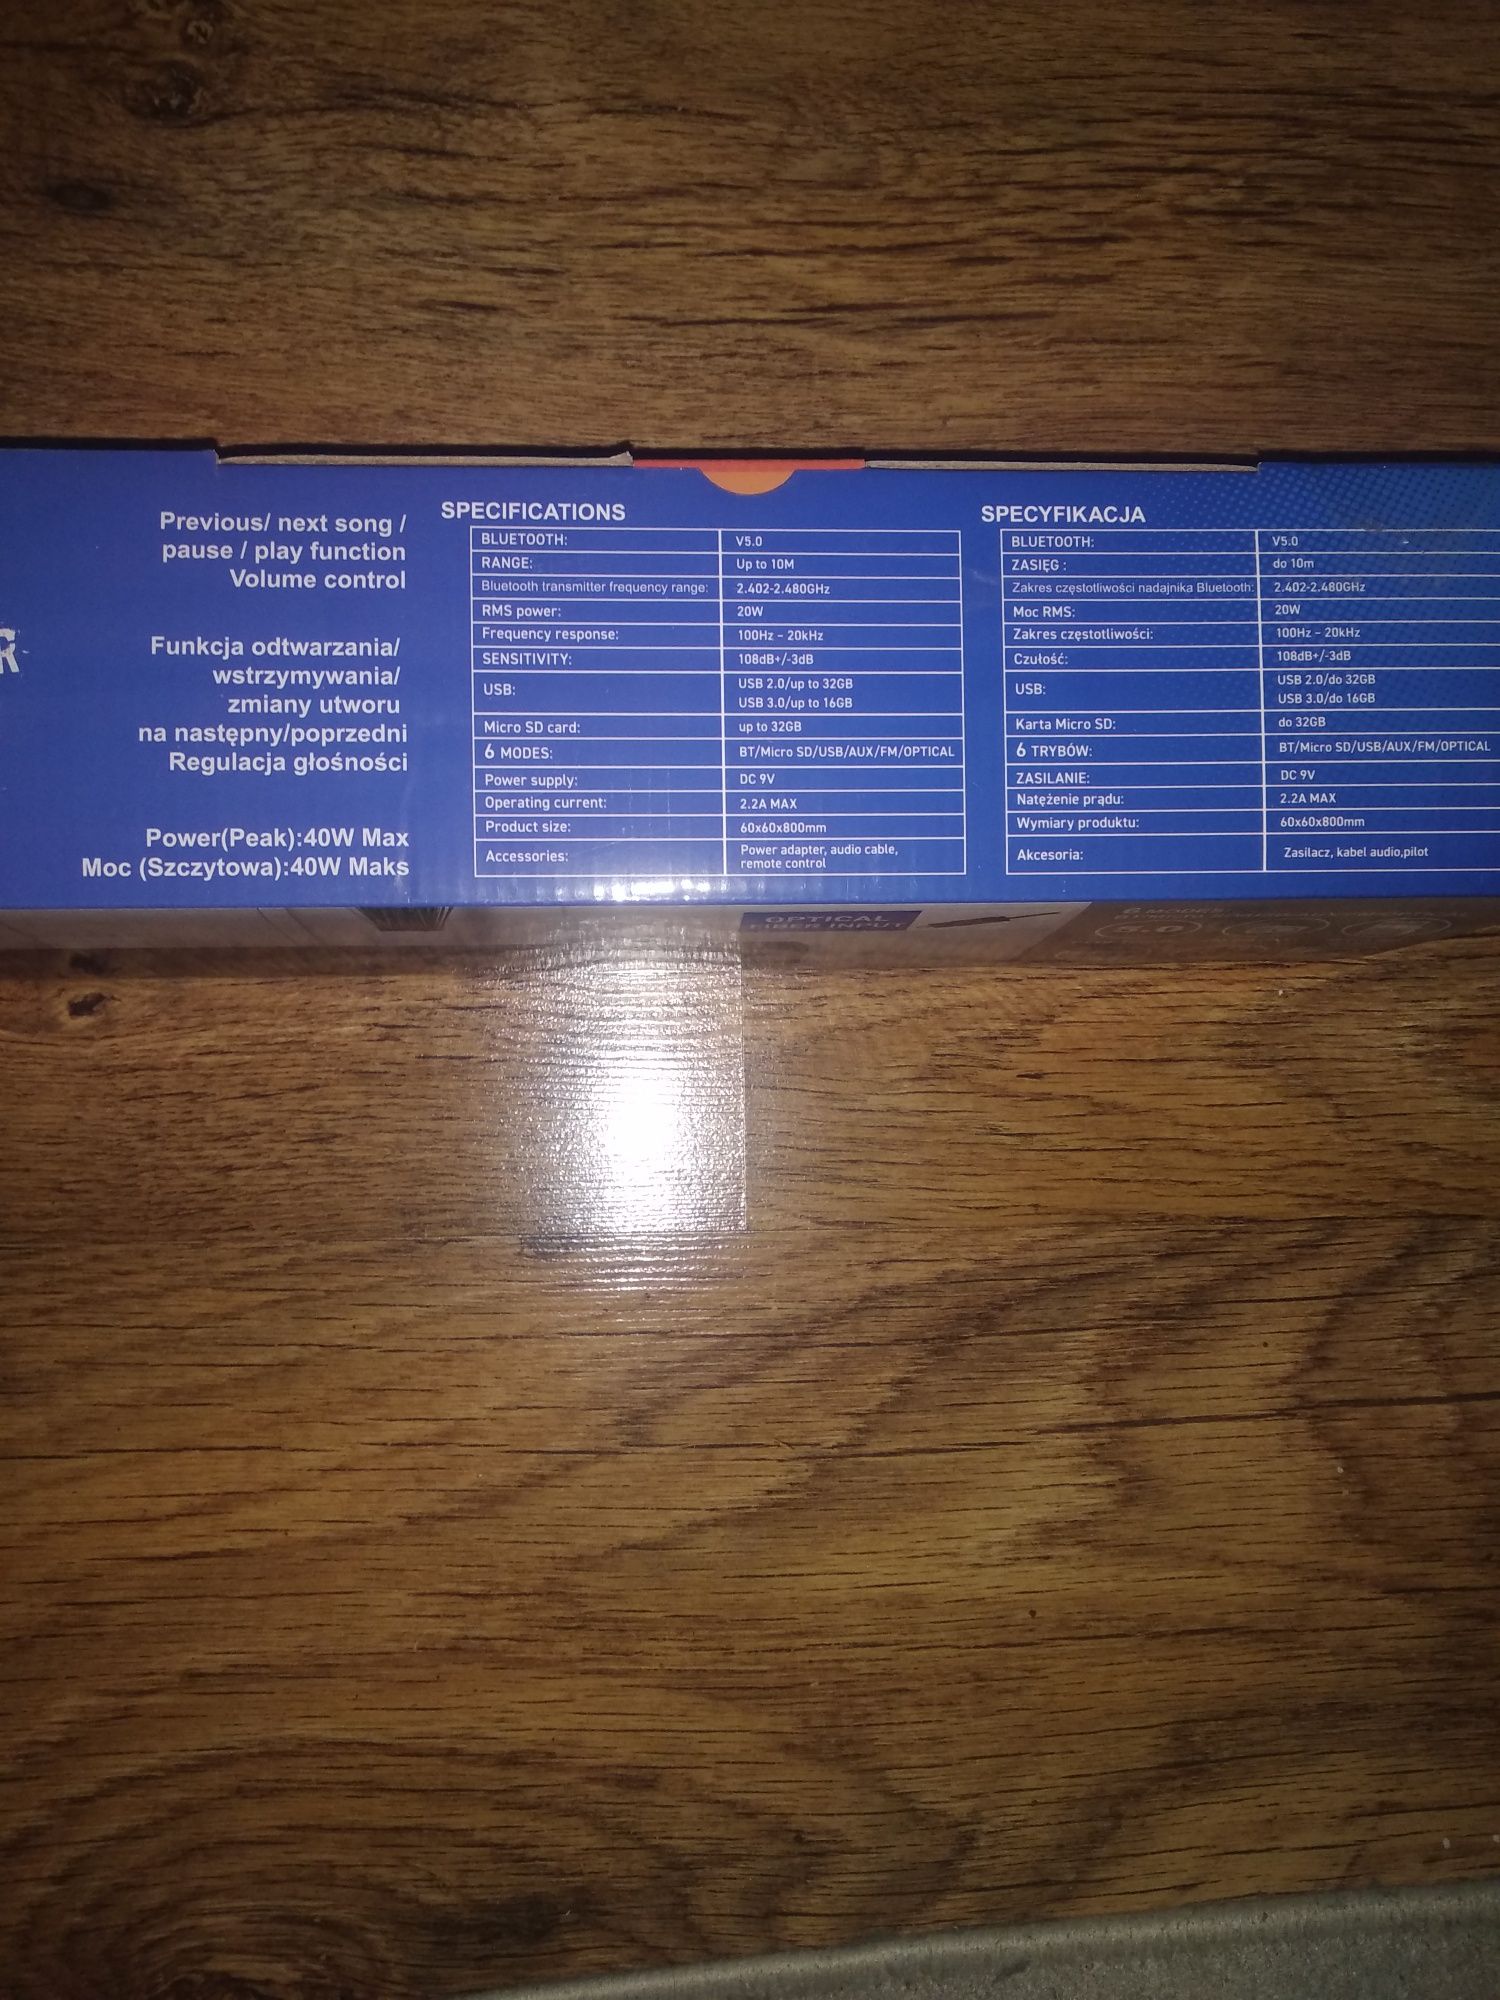 Previous/ next song /
pause / play function
Volume control
Funkcja odtwarzania/
wstrzymywania/
zmiany utworu
na następny/poprzedni
Regulacja głośności
Power(Peak):40W Max
Moc (Szczytowa):40W Maks
SPECIFICATIONS
BLUETOOTH: V5.0
RANGE: Up to 10M
Bluetooth transmitter frequency range: 2.402-2.480GHz
RMS power: 20W
Frequency response: 100Hz - 20kHz
SENSITIVITY: 108dB+/-3dB
USB: USB 2.0/up to 32GB
USB 3.0/up to 16GB
Micro SD card: up to 32GB
6 MODES: BT/Micro SD/USB/AUX/FM/OPTICAL
Power supply: DC 9V
Operating current: 2.2A MAX
Product size: 60x60x800mm
Accessories: Power adapter, audio cable,
remote control
SPECYFIKACJA
BLUETOOTH: V5.0
ZASIĘG : do 10m
Zakres częstotliwości nadajnika Bluetooth: 2.402-2.480GHz
Moc RMS: 20W
Zakres częstotliwości: 100Hz - 20kHz
Czułość: 108dB+/-3dB
USB: USB 2.0/do 32GB
USB 3.0/do 16GB
Karta Micro SD: do 32GB
6 TRYBÓW: BT/Micro SD/USB/AUX/FM/OPTICAL
ZASILANIE: DC 9V
Natężenie prądu: 2.2A MAX
Wymiary produktu: 60x60x800mm
Akcesoria: Zasilacz, kabel audio,pilot
OPTICAL
FIBER INPUT
5.0